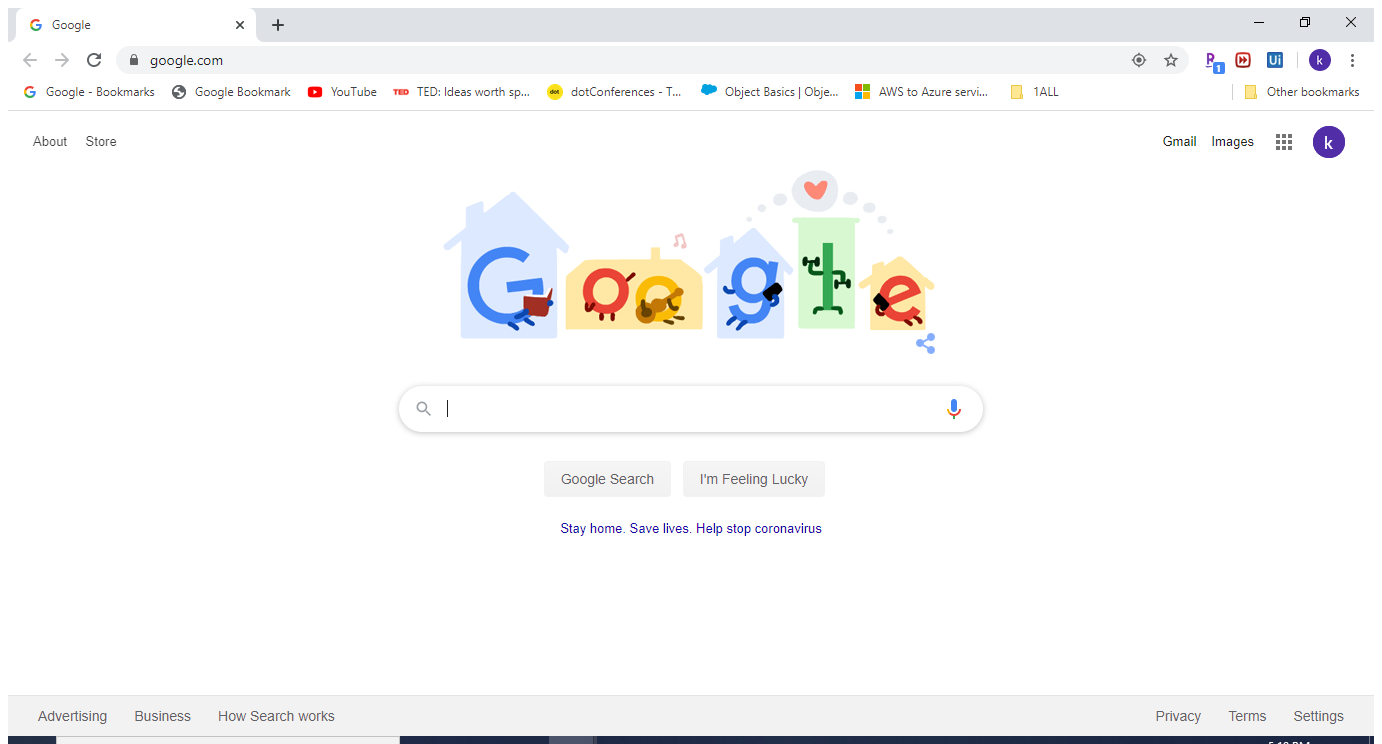 Google
google.com
R 1 Ui k
Google - Bookmarks Google Bookmark YouTube TED TED: Ideas worth sp... dot dotConferences - T... Object Basics | Obje... AWS to Azure servi... 1ALL Other bookmarks
About Store Gmail Images k
Google
Google Search I'm Feeling Lucky
Stay home. Save lives. Help stop coronavirus
Advertising Business How Search works Privacy Terms Settings